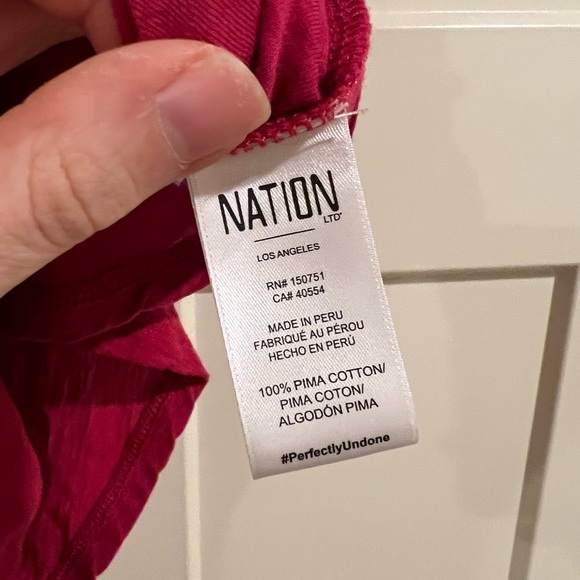 NATION
LTD
LOS ANGELES
RN# 150751
CA# 40554
MADE IN PERU
FABRIQUÉ AU PÉROU
HECHO EN PERÚ
100% PIMA COTTON/
PIMA COTON/
ALGODÓN PIMA
#PerfectlyUndone